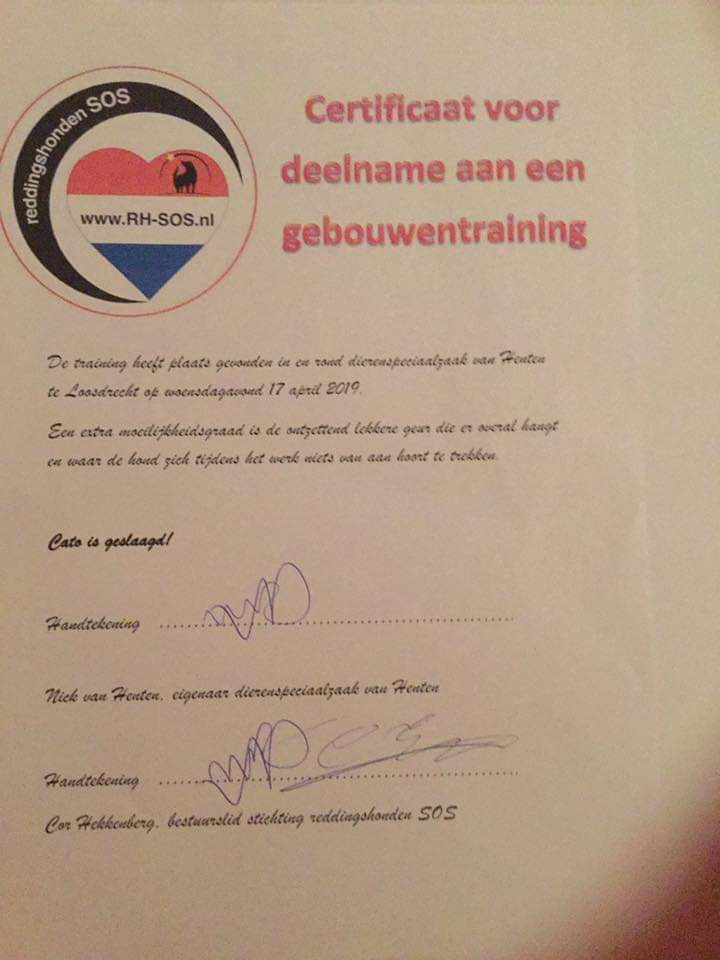 reddingshonden SOS
www.RH-SOS.nl
Certificaat voor
deelname aan een
gebouwentraining
De training heeft plaats gevonden in en rond dierenspeciaalzaak van Henten
te Loosdrecht op woensdagavond 17 april 2019.
Een extra moeilijkheidsgraad is de ontzettend lekkere geur die er overal hangt
en waar de hond zich tijdens het werk niets van aan hoort te trekken.
Cato is geslaagd!
Handtekening ....................................................
Nick van Henten, eigenaar dierenspeciaalzaak van Henten
Handtekening ....................................................
Cor Hekkenberg, bestuurslid stichting reddingshonden SOS